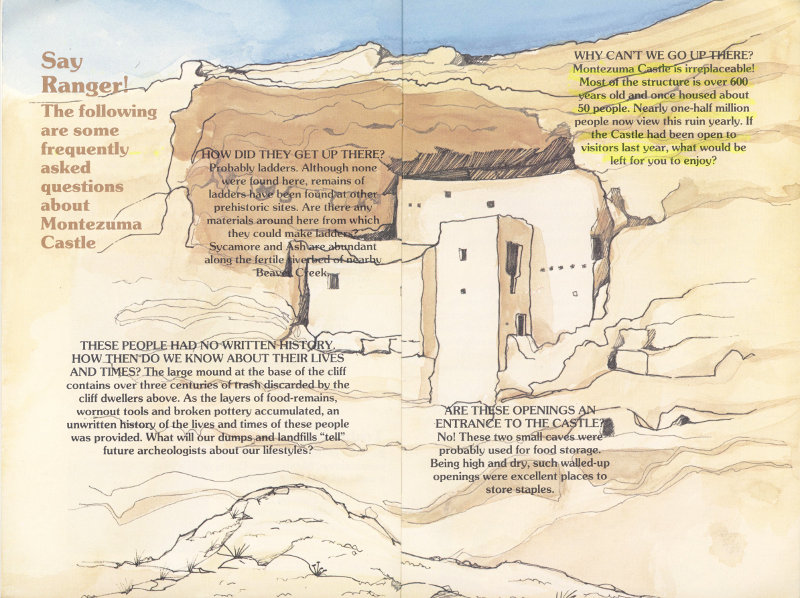 Say
Ranger!
The following
are some
frequently
asked
questions
about
Montezuma
Castle
HOW DID THEY GET UP THERE?
Probably ladders. Although none
were found here, remains of
ladders have been found at other
prehistoric sites. Are there any
materials around here from which
they could make ladders?
Sycamore and Ash are abundant
along the fertile riverbed of nearby
Beaver Creek.
WHY CAN'T WE GO UP THERE?
Montezuma Castle is irreplaceable!
Most of the structure is over 600
years old and once housed about
50 people. Nearly one-half million
people now view this ruin yearly. If
the Castle had been open to
visitors last year, what would be
left for you to enjoy?
THESE PEOPLE HAD NO WRITTEN HISTORY.
HOW THEN DO WE KNOW ABOUT THEIR LIVES
AND TIMES? The large mound at the base of the cliff
contains over three centuries of trash discarded by the
cliff dwellers above. As the layers of food-remains,
wornout tools and broken pottery accumulated, an
unwritten history of the lives and times of these people
was provided. What will our dumps and landfills "tell"
future archeologists about our lifestyles?
ARE THESE OPENINGS AN
ENTRANCE TO THE CASTLE?
No! These two small caves were
probably used for food storage.
Being high and dry, such walled-up
openings were excellent places to
store staples.